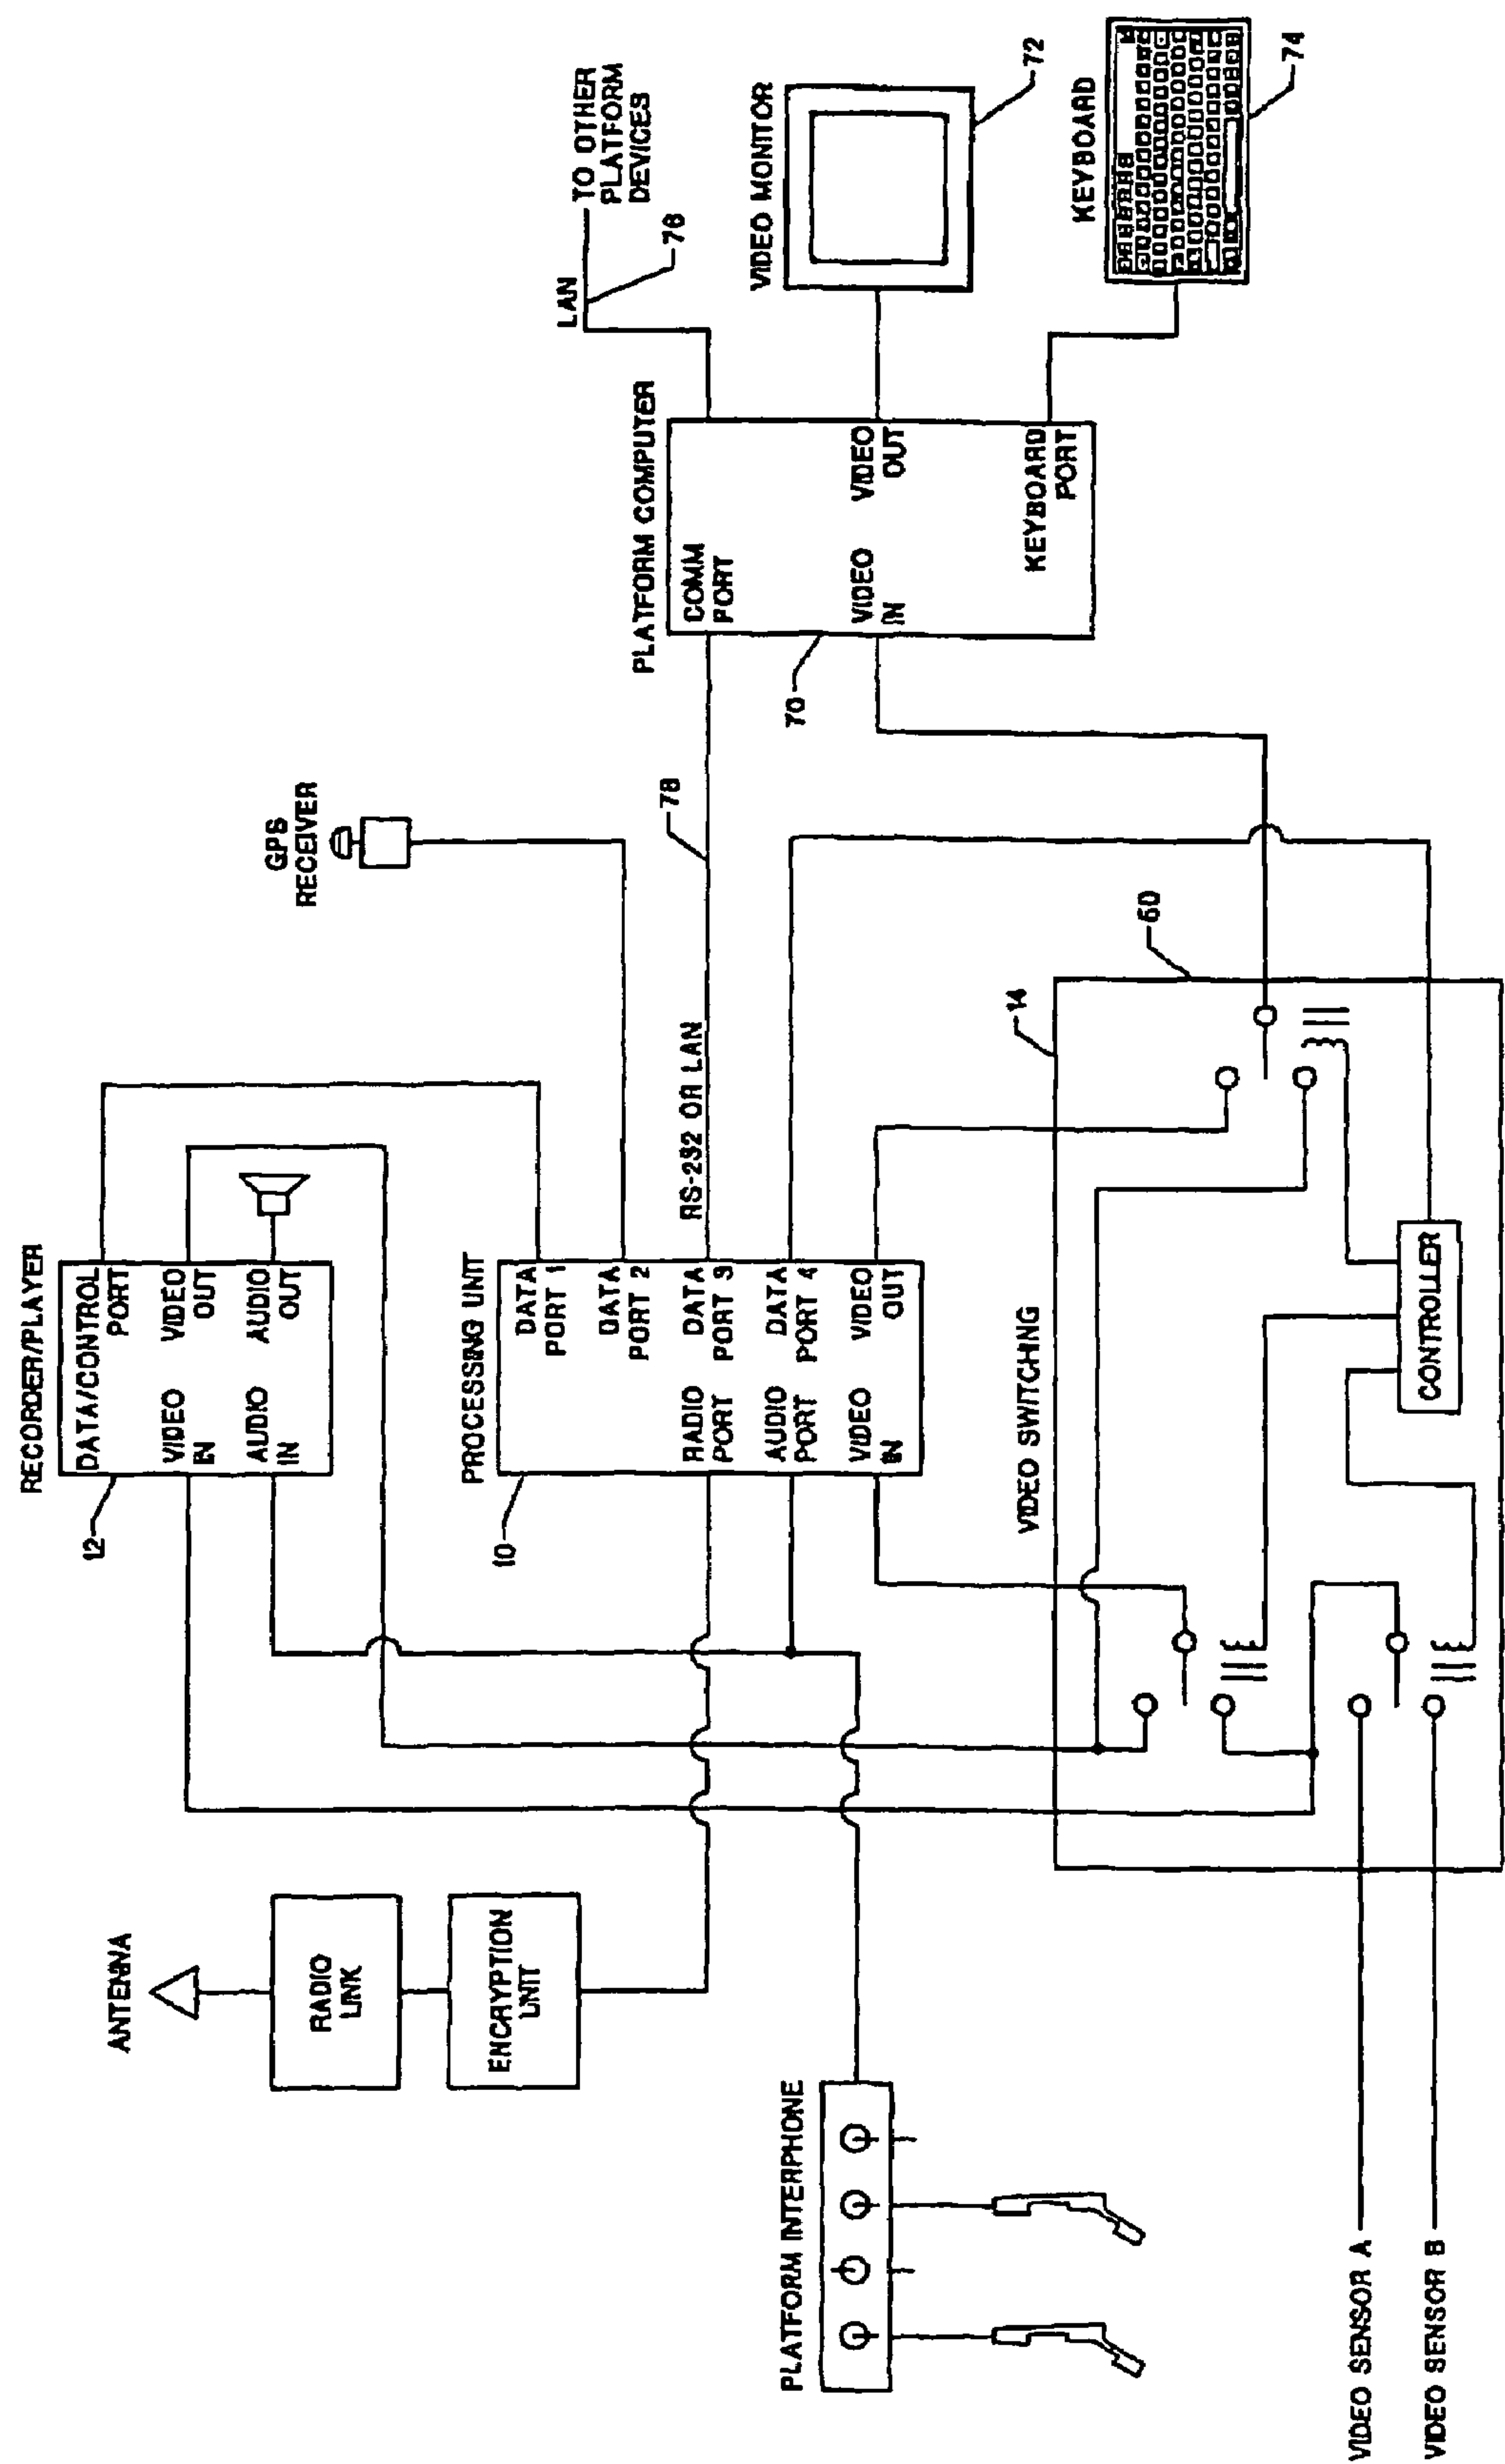 ANTENNA
RADIO
LINK
ENCRYPTION
UNIT
RECORDER/PLAYER
DATA/CONTROL
PORT
VIDEO
IN
VIDEO
OUT
AUDIO
IN
AUDIO
OUT
12
GPS
RECEIVER
PROCESSING UNIT
DATA
PORT 1
DATA
PORT 2
RADIO
PORT
DATA
PORT 3
AUDIO
PORT
DATA
PORT 4
VIDEO
IN
VIDEO
OUT
10
RS-232 OR LAN
78
PLATFORM COMPUTER
COMM
PORT
VIDEO
IN
VIDEO
OUT
KEYBOARD
PORT
70
LAN
TO OTHER
PLATFORM
DEVICES
76
VIDEO MONITOR
72
KEYBOARD
74
PLATFORM INTERPHONE
VIDEO SWITCHNG
14
60
CONTROLLER
VIDEO SENSOR A
VIDEO SENSOR B